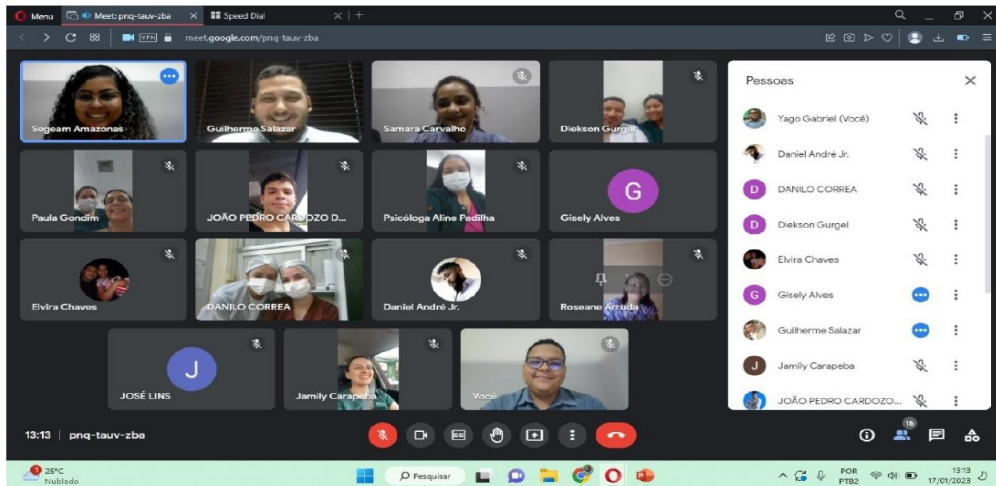 Menu
Meet: pnq-tauv-zba
Speed Dial
VPN
meet.google.com/pnq-tauv-zba
Sogeam Amazonas
Guilherme Salazar
Samara Carvalho
Diekson Gurgel
Paula Gondim
JOÃO PEDRO CARDOZO D...
Psicóloga Aline Padilha
G
Gisely Alves
Elvira Chaves
DANILO CORREA
Daniel André Jr.
Roseane Arruda
J
JOSÉ LINS
Jamily Carapeba
Você
Pessoas
Yago Gabriel (Você)
Daniel André Jr.
D
DANILO CORREA
D
Diekson Gurgel
Elvira Chaves
G
Gisely Alves
Guilherme Salazar
J
Jamily Carapeba
JOÃO PEDRO CARDOZO...
13:13 | pnq-tauv-zba
16
1
25°C
Nublado
Pesquisar
POR
PTB2
13:13
17/01/2023